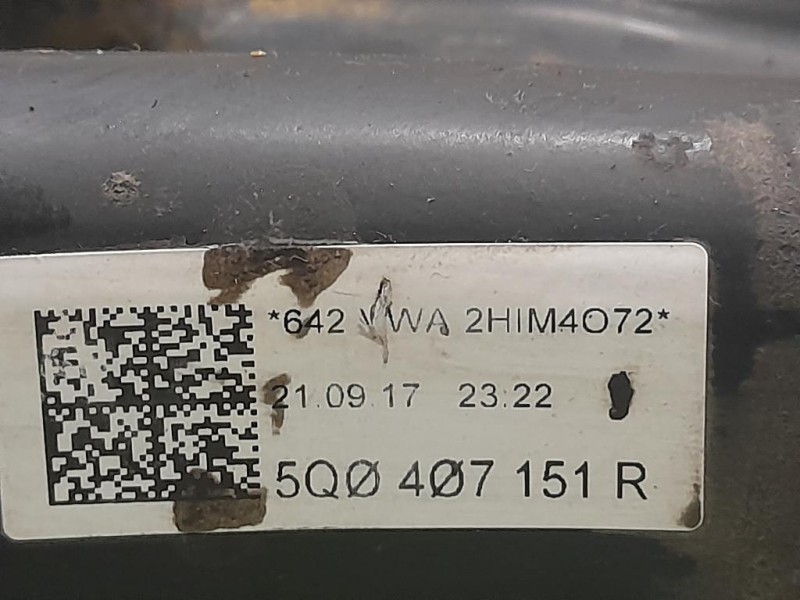 *642 VWA 2HIM4O72*
21.09.17 23:22
5QØ 4Ø7 151 R